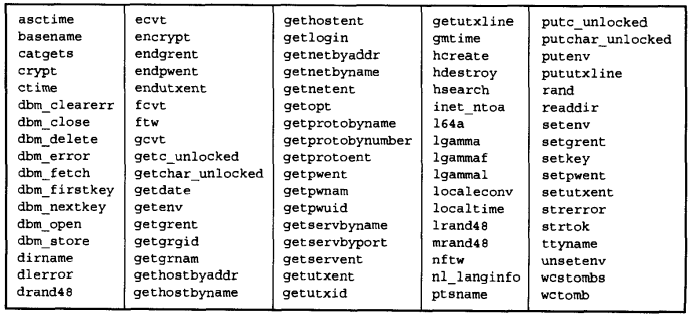 asctime
basename
catgets
crypt
ctime
dbm_clearerr
dbm_close
dbm_delete
dbm_error
dbm_fetch
dbm_firstkey
dbm_nextkey
dbm_open
dbm_store
dirname
dlerror
drand48
ecvt
encrypt
endgrent
endpwent
endutxent
fcvt
ftw
gcvt
getc_unlocked
getchar_unlocked
getdate
getenv
getgrent
getgrgid
getgrnam
gethostbyaddr
gethostbyname
gethostent
getlogin
getnetbyaddr
getnetbyname
getnetent
getopt
getprotobyname
getprotobynumber
getprotoent
getpwent
getpwnam
getpwuid
getservbyname
getservbyport
getservent
getutxent
getutxid
getutxline
gmtime
hcreate
hdestroy
hsearch
inet_ntoa
l64a
lgamma
lgammaf
lgammal
localeconv
localtime
lrand48
mrand48
nftw
nl_langinfo
ptsname
putc_unlocked
putchar_unlocked
putenv
pututxline
rand
readdir
setenv
setgrent
setkey
setpwent
setutxent
strerror
strtok
ttyname
unsetenv
wcstombs
wctomb